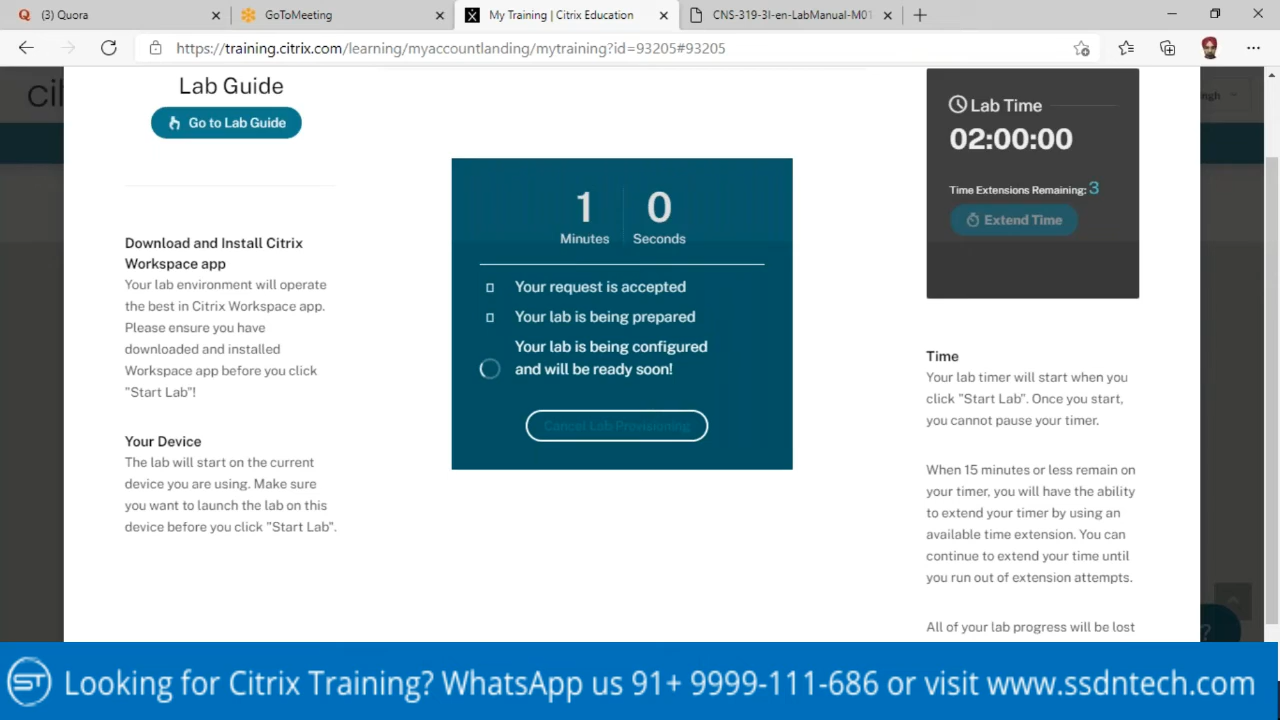 (3) Quora
GoToMeeting
My Training | Citrix Education
CNS-319-3I-en-LabManual-M01
https://training.citrix.com/learning/myaccountlanding/mytraining?id=93205#93205
Lab Guide
Go to Lab Guide
Download and Install Citrix
Workspace app
Your lab environment will operate
the best in Citrix Workspace app.
Please ensure you have
downloaded and installed
Workspace app before you click
"Start Lab"!
Your Device
The lab will start on the current
device you are using. Make sure
you want to launch the lab on this
device before you click "Start Lab".
1 0
Minutes Seconds
Your request is accepted
Your lab is being prepared
Your lab is being configured
and will be ready soon!
Cancel Lab Provisioning
Lab Time
02:00:00
Time Extensions Remaining: 3
Extend Time
Time
Your lab timer will start when you
click "Start Lab". Once you start,
you cannot pause your timer.
When 15 minutes or less remain on
your timer, you will have the ability
to extend your timer by using an
available time extension. You can
continue to extend your time until
you run out of extension attempts.
All of your lab progress will be lost
ST Looking for Citrix Training? WhatsApp us 91+ 9999-111-686 or visit www.ssdntech.com